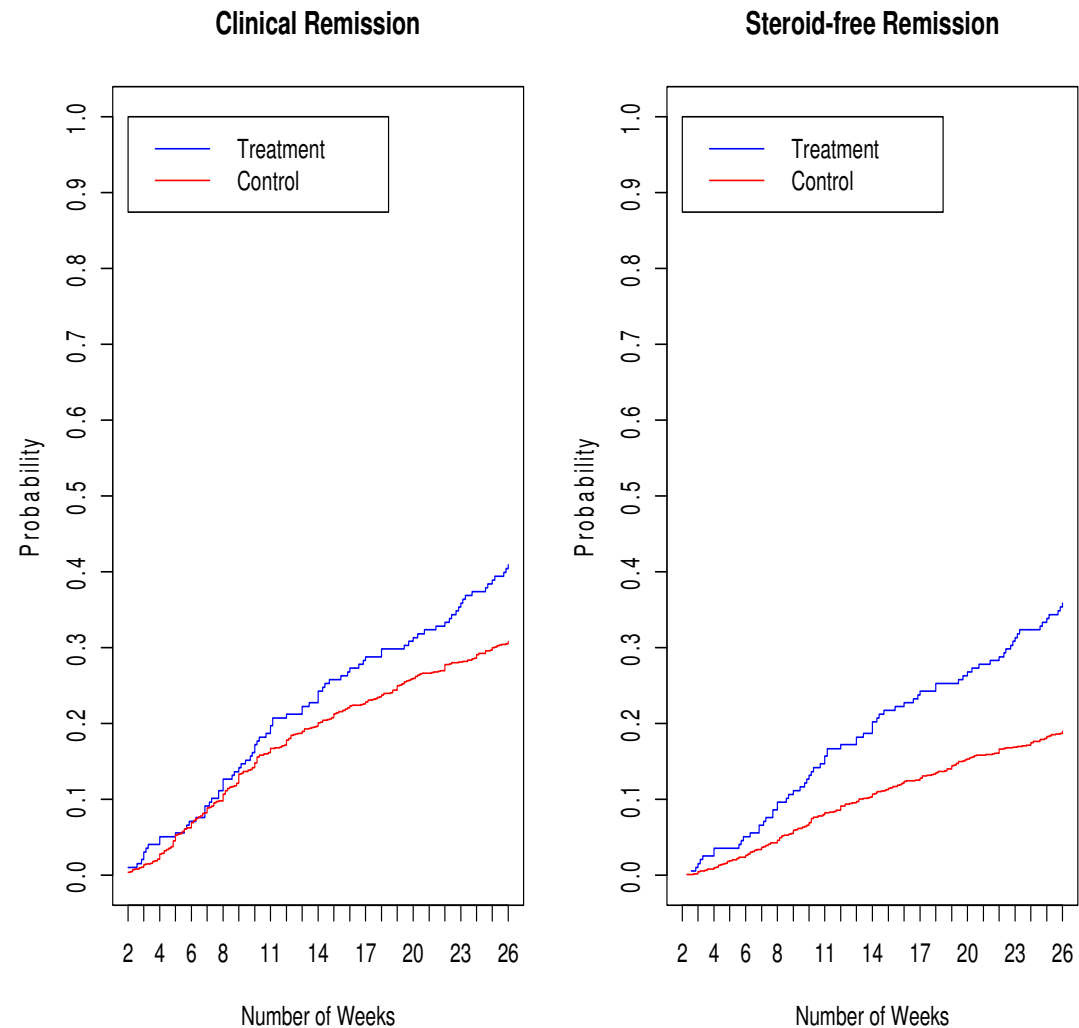 Clinical Remission
Treatment
Control
1.0
0.9
0.8
0.7
0.6
0.5
0.4
0.3
0.2
0.1
0.0
Probability
2 4 6 8 11 14 17 20 23 26
Number of Weeks
Steroid-free Remission
Treatment
Control
1.0
0.9
0.8
0.7
0.6
0.5
0.4
0.3
0.2
0.1
0.0
Probability
2 4 6 8 11 14 17 20 23 26
Number of Weeks